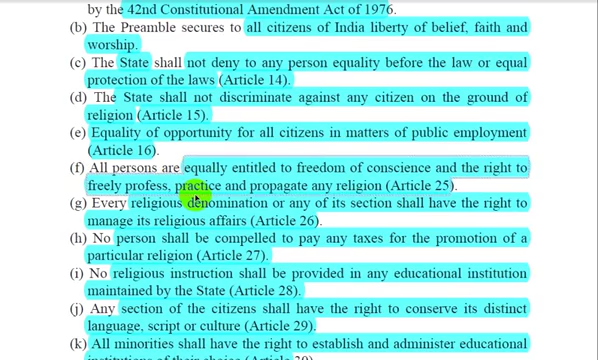 by the 42nd Constitutional Amendment Act of 1976.
(b) The Preamble secures to all citizens of India liberty of belief, faith and
worship.
(c) The State shall not deny to any person equality before the law or equal
protection of the laws (Article 14).
(d) The State shall not discriminate against any citizen on the ground of
religion (Article 15).
(e) Equality of opportunity for all citizens in matters of public employment
(Article 16).
(f) All persons are equally entitled to freedom of conscience and the right to
freely profess, practice and propagate any religion (Article 25).
(g) Every religious denomination or any of its section shall have the right to
manage its religious affairs (Article 26).
(h) No person shall be compelled to pay any taxes for the promotion of a
particular religion (Article 27).
(i) No religious instruction shall be provided in any educational institution
maintained by the State (Article 28).
(j) Any section of the citizens shall have the right to conserve its distinct
language, script or culture (Article 29).
(k) All minorities shall have the right to establish and administer educational
institutions of their choice (Article 30).